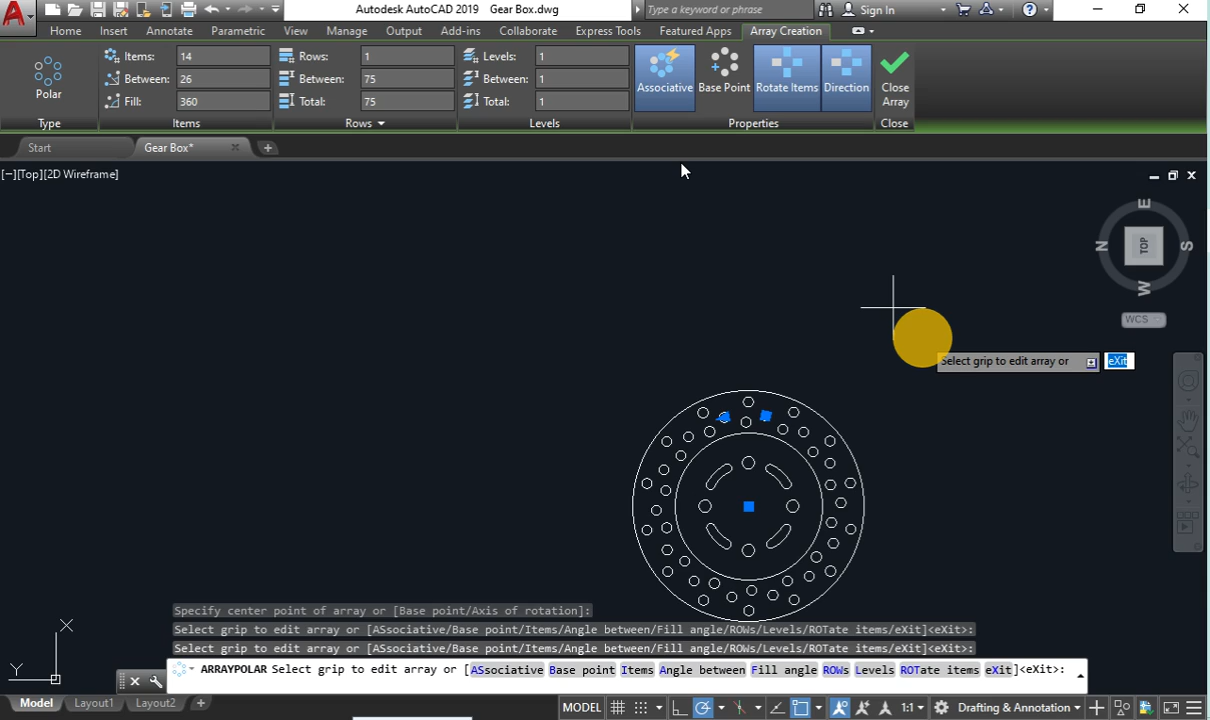 Autodesk AutoCAD 2019 Gear Box.dwg
Type a keyword or phrase
Sign In
Home Insert Annotate Parametric View Manage Output Add-ins Collaborate Express Tools Featured Apps Array Creation
Items: 14 Rows: 1 Levels: 1
Between: 26 Between: 75 Between: 1
Fill: 360 Total: 75 Total: 1
Polar
Associative Base Point Rotate Items Direction Close Array
Type Items Rows Levels Properties Close
Start Gear Box*
[−][Top][2D Wireframe]
E
N TOP S
W
WCS
Select grip to edit array or eXit
Specify center point of array or [Base point/Axis of rotation]:
Select grip to edit array or [ASsociative/Base point/Items/Angle between/Fill angle/ROWs/Levels/ROTate items/eXit]<eXit>:
Select grip to edit array or [ASsociative/Base point/Items/Angle between/Fill angle/ROWs/Levels/ROTate items/eXit]<eXit>:
ARRAYPOLAR Select grip to edit array or [ASsociative Base point Items Angle between Fill angle ROWs Levels ROTate items eXit]<eXit>:
Y X
Model Layout1 Layout2 +
MODEL 1:1 Drafting & Annotation